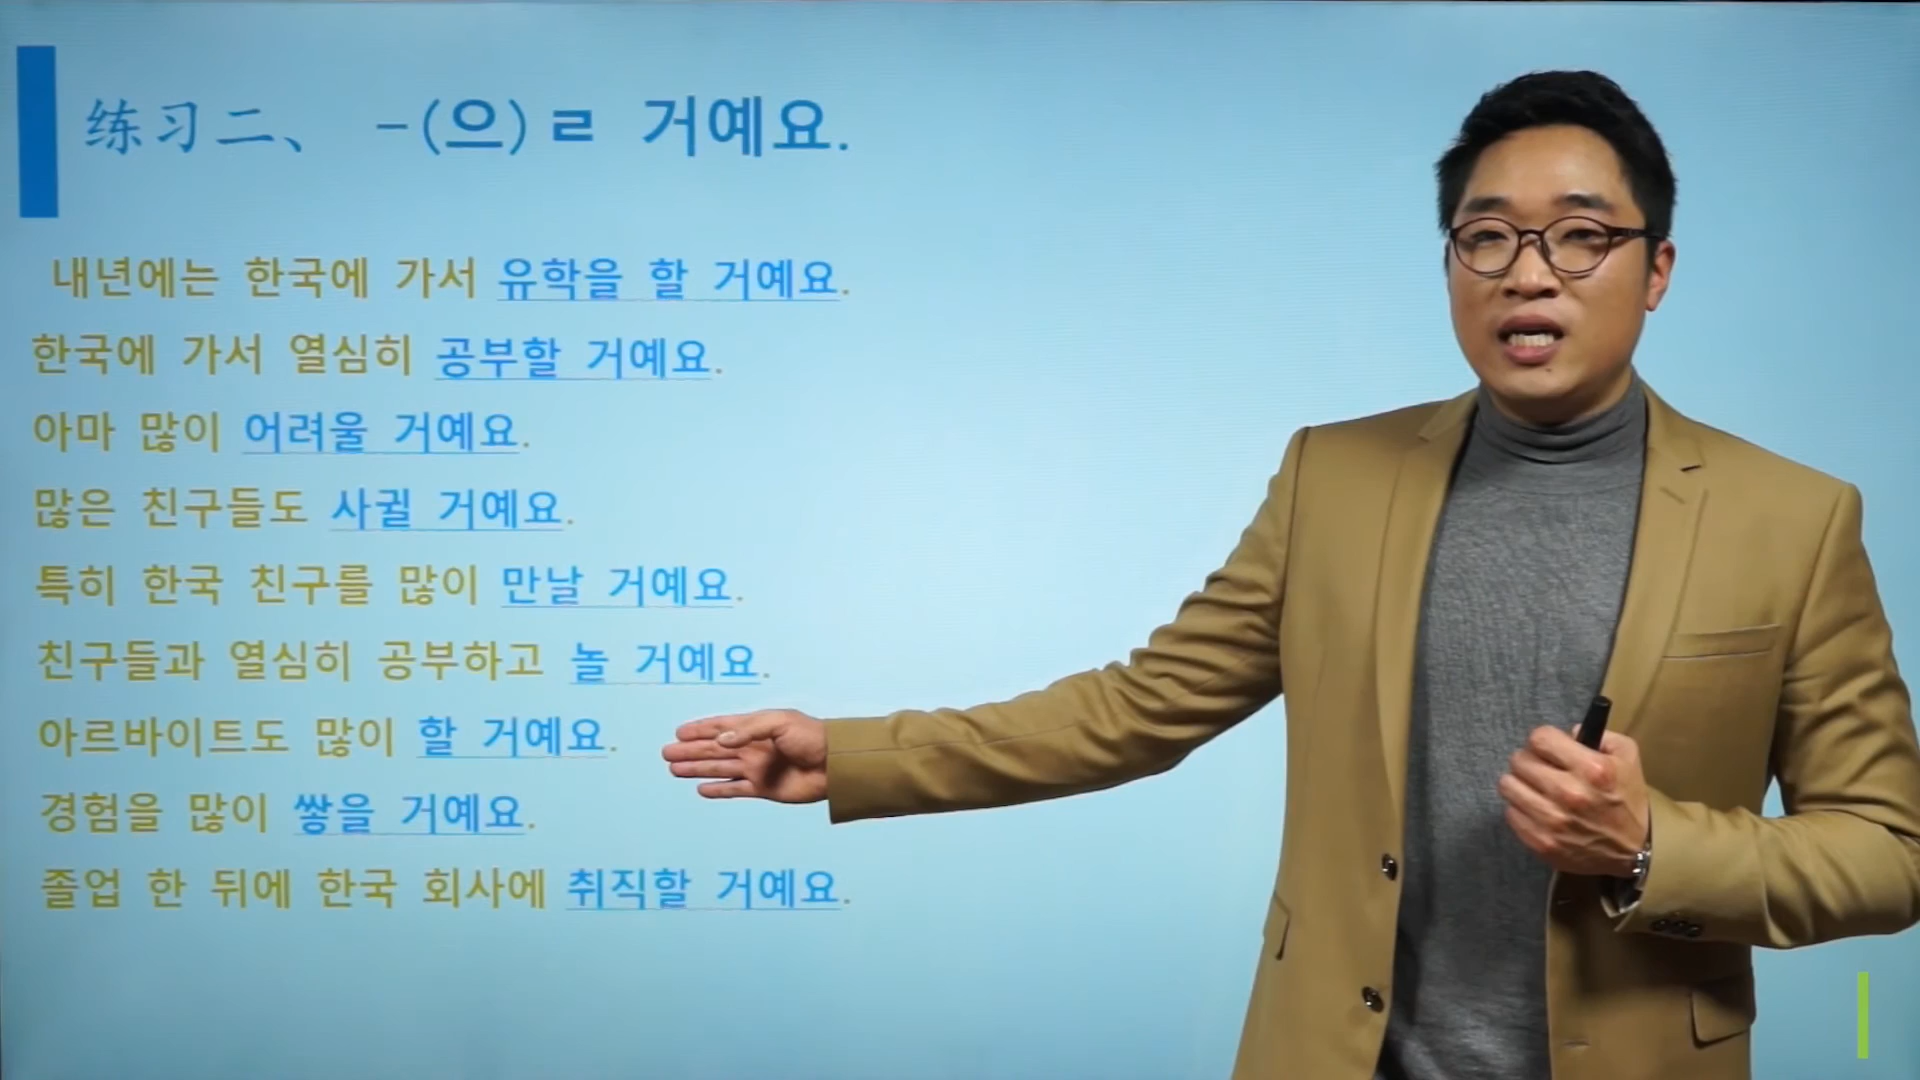 练习二、 -(으)ㄹ 거예요.
내년에는 한국에 가서 유학을 할 거예요.
한국에 가서 열심히 공부할 거예요.
아마 많이 어려울 거예요.
많은 친구들도 사귈 거예요.
특히 한국 친구를 많이 만날 거예요.
친구들과 열심히 공부하고 놀 거예요.
아르바이트도 많이 할 거예요.
경험을 많이 쌓을 거예요.
졸업 한 뒤에 한국 회사에 취직할 거예요.